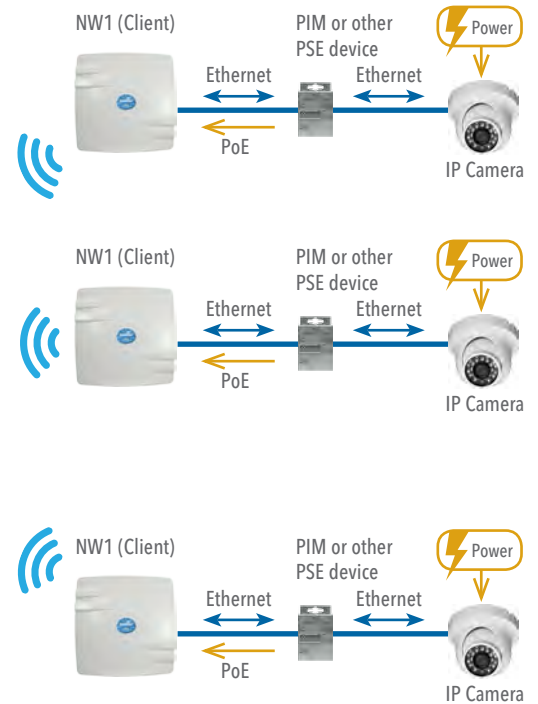 NW1 (Client)
PIM or other
PSE device
Power
Ethernet
Ethernet
PoE
IP Camera
NW1 (Client)
PIM or other
PSE device
Power
Ethernet
Ethernet
PoE
IP Camera
NW1 (Client)
PIM or other
PSE device
Power
Ethernet
Ethernet
PoE
IP Camera